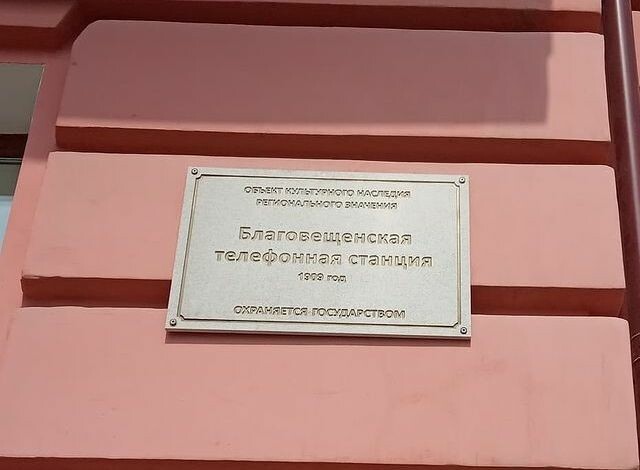 ОБЪЕКТ КУЛЬТУРНОГО НАСЛЕДИЯ
РЕГИОНАЛЬНОГО ЗНАЧЕНИЯ
Благовещенская
телефонная станция
1909 год
ОХРАНЯЕТСЯ ГОСУДАРСТВОМ